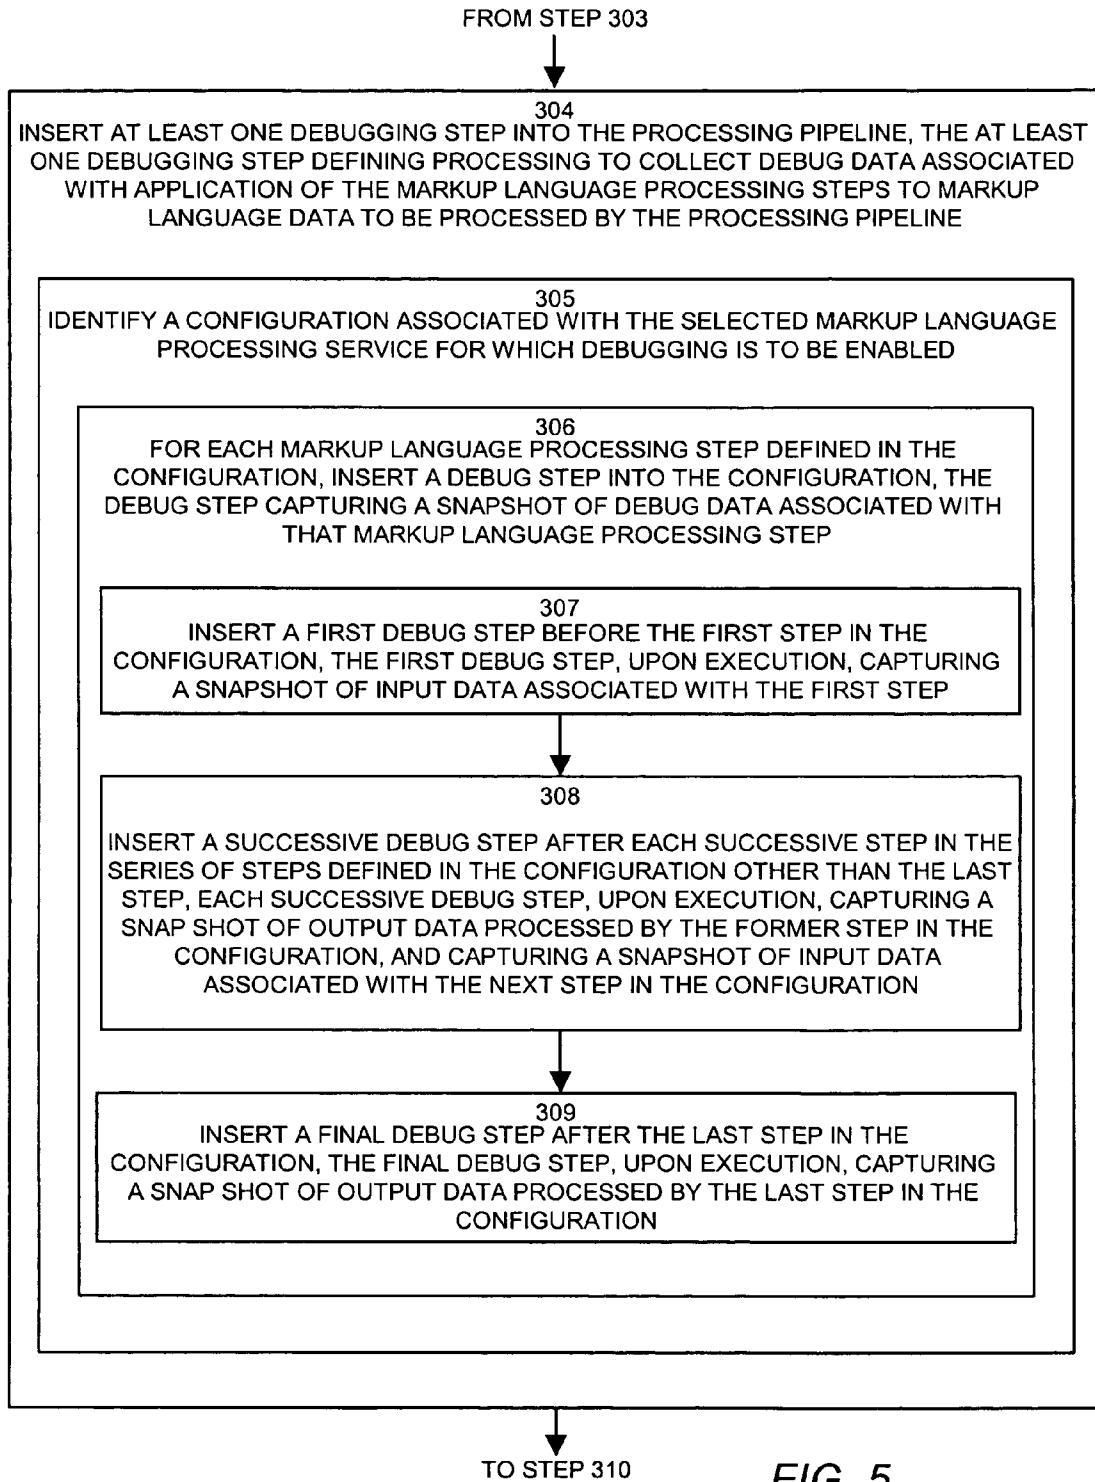 FROM STEP 303
304
INSERT AT LEAST ONE DEBUGGING STEP INTO THE PROCESSING PIPELINE, THE AT LEAST
ONE DEBUGGING STEP DEFINING PROCESSING TO COLLECT DEBUG DATA ASSOCIATED
WITH APPLICATION OF THE MARKUP LANGUAGE PROCESSING STEPS TO MARKUP
LANGUAGE DATA TO BE PROCESSED BY THE PROCESSING PIPELINE
305
IDENTIFY A CONFIGURATION ASSOCIATED WITH THE SELECTED MARKUP LANGUAGE
PROCESSING SERVICE FOR WHICH DEBUGGING IS TO BE ENABLED
306
FOR EACH MARKUP LANGUAGE PROCESSING STEP DEFINED IN THE
CONFIGURATION, INSERT A DEBUG STEP INTO THE CONFIGURATION, THE
DEBUG STEP CAPTURING A SNAPSHOT OF DEBUG DATA ASSOCIATED WITH
THAT MARKUP LANGUAGE PROCESSING STEP
307
INSERT A FIRST DEBUG STEP BEFORE THE FIRST STEP IN THE
CONFIGURATION, THE FIRST DEBUG STEP, UPON EXECUTION, CAPTURING
A SNAPSHOT OF INPUT DATA ASSOCIATED WITH THE FIRST STEP
308
INSERT A SUCCESSIVE DEBUG STEP AFTER EACH SUCCESSIVE STEP IN THE
SERIES OF STEPS DEFINED IN THE CONFIGURATION OTHER THAN THE LAST
STEP, EACH SUCCESSIVE DEBUG STEP, UPON EXECUTION, CAPTURING A
SNAP SHOT OF OUTPUT DATA PROCESSED BY THE FORMER STEP IN THE
CONFIGURATION, AND CAPTURING A SNAPSHOT OF INPUT DATA
ASSOCIATED WITH THE NEXT STEP IN THE CONFIGURATION
309
INSERT A FINAL DEBUG STEP AFTER THE LAST STEP IN THE
CONFIGURATION, THE FINAL DEBUG STEP, UPON EXECUTION, CAPTURING
A SNAP SHOT OF OUTPUT DATA PROCESSED BY THE LAST STEP IN THE
CONFIGURATION
TO STEP 310
FIG. 5